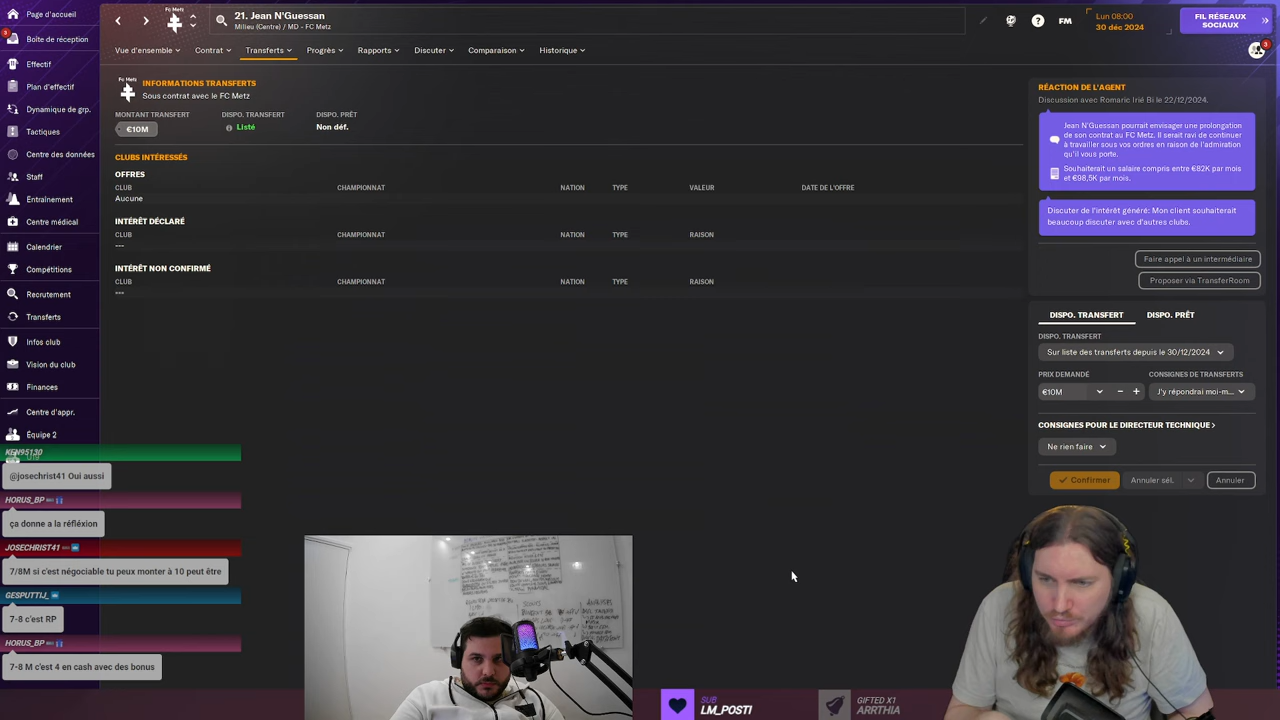 Page d'accueil
3
Boîte de réception
Effectif
Plan d'effectif
Dynamique de grp.
Tactiques
Centre des données
Staff
Entraînement
Centre médical
Calendrier
Compétitions
Recrutement
Transferts
Infos club
Vision du club
Finances
Centre d'appr.
Équipe 2
U19
Fc Metz
21. Jean N'Guessan
Milieu (Centre) / MD - FC Metz
FM
Lun 08:00
30 déc 2024
FIL RÉSEAUX
SOCIAUX
Vue d'ensemble
Contrat
Transferts
Progrès
Rapports
Discuter
Comparaison
Historique
3
Fc Metz
INFORMATIONS TRANSFERTS
Sous contrat avec le FC Metz
MONTANT TRANSFERT
DISPO. TRANSFERT
DISPO. PRÊT
€10M
Listé
Non déf.
CLUBS INTÉRESSÉS
OFFRES
CLUB CHAMPIONNAT NATION TYPE VALEUR DATE DE L'OFFRE
Aucune
INTÉRÊT DÉCLARÉ
CLUB CHAMPIONNAT NATION TYPE RAISON
---
INTÉRÊT NON CONFIRMÉ
CLUB CHAMPIONNAT NATION TYPE RAISON
---
RÉACTION DE L'AGENT
Discussion avec Romaric Irié Bi le 22/12/2024.
Jean N'Guessan pourrait envisager une prolongation
de son contrat au FC Metz. Il serait ravi de continuer
à travailler sous vos ordres en raison de l'admiration
qu'il vous porte.
Souhaiterait un salaire compris entre €82K par mois
et €98,5K par mois.
Discuter de l'intérêt généré: Mon client souhaiterait
beaucoup discuter avec d'autres clubs.
Faire appel à un intermédiaire
Proposer via TransferRoom
DISPO. TRANSFERT
DISPO. PRÊT
DISPO. TRANSFERT
Sur liste des transferts depuis le 30/12/2024
PRIX DEMANDÉ
CONSIGNES DE TRANSFERTS
€10M
J'y répondrai moi-m...
CONSIGNES POUR LE DIRECTEUR TECHNIQUE >
Ne rien faire
Confirmer
Annuler sél.
Annuler
KEN95130
@josechrist41 Oui aussi
HORUS_BP
ça donne a la réfléxion
JOSECHRIST41
7/8M si c'est négociable tu peux monter à 10 peut être
GESPUTTIJ_
7-8 c'est RP
HORUS_BP
7-8 M c'est 4 en cash avec des bonus
SUB
LM_POSTI
GIFTED X1
ARRTHIA